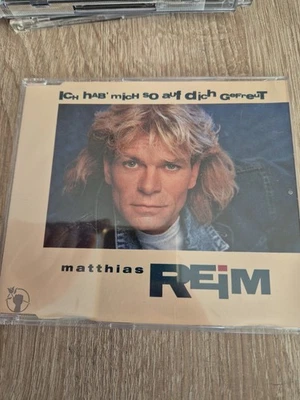 ICH HAB' MICH SO AUF DICH GEFREUT
matthias REIM